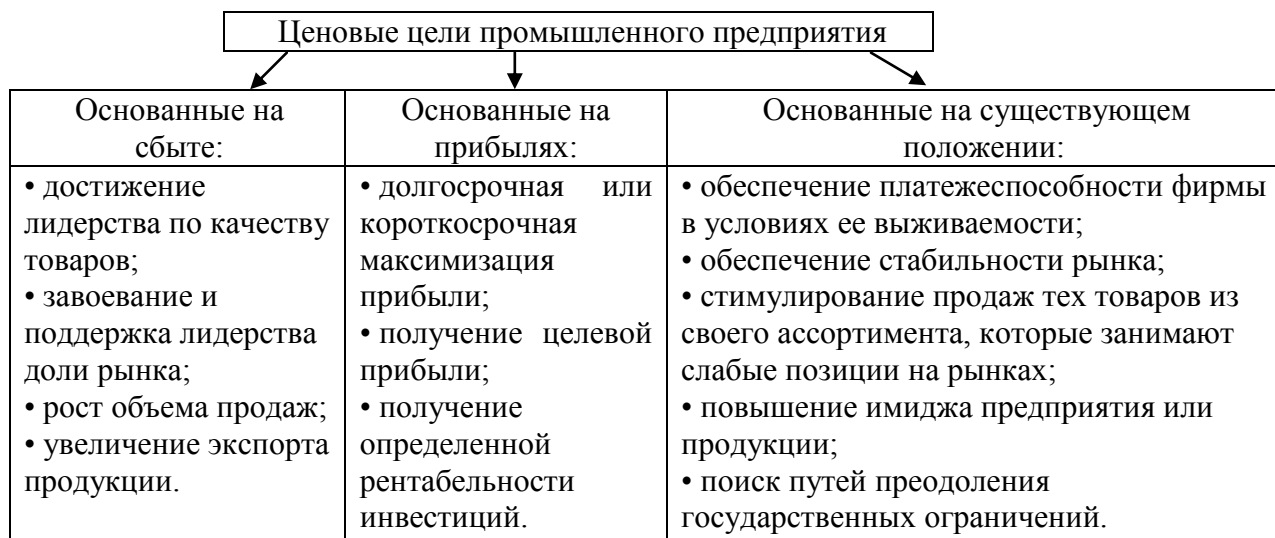 Ценовые цели промышленного предприятия
Основанные на
сбыте:
• достижение
лидерства по качеству
товаров;
• завоевание и
поддержка лидерства
доли рынка;
• рост объема продаж;
• увеличение экспорта
продукции.
Основанные на
прибылях:
• долгосрочная или
короткосрочная
максимизация
прибыли;
• получение целевой
прибыли;
• получение
определенной
рентабельности
инвестиций.
Основанные на существующем
положении:
• обеспечение платежеспособности фирмы
в условиях ее выживаемости;
• обеспечение стабильности рынка;
• стимулирование продаж тех товаров из
своего ассортимента, которые занимают
слабые позиции на рынках;
• повышение имиджа предприятия или
продукции;
• поиск путей преодоления
государственных ограничений.